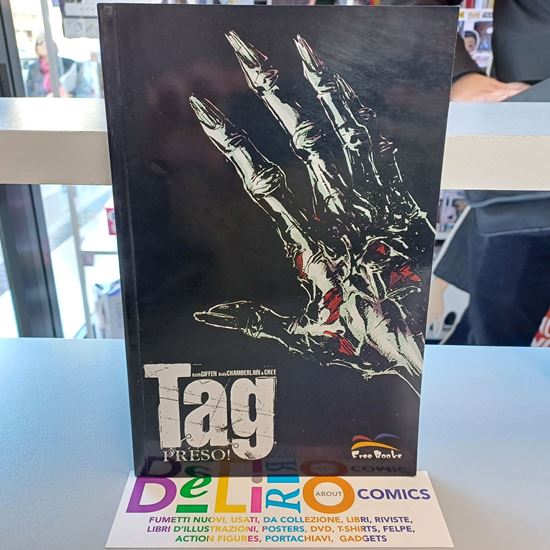 Keith GIFFEN Kody CHAMBERLAIN & CHEE
Tag
PRESO!
Free Books
DeLiRiO
ABOUT
COMICS
FUMETTI NUOVI, USATI, DA COLLEZIONE, LIBRI, RIVISTE,
LIBRI D'ILLUSTRAZIONI, POSTERS, DVD, T-SHIRTS, FELPE,
ACTION FIGURES, PORTACHIAVI, GADGETS